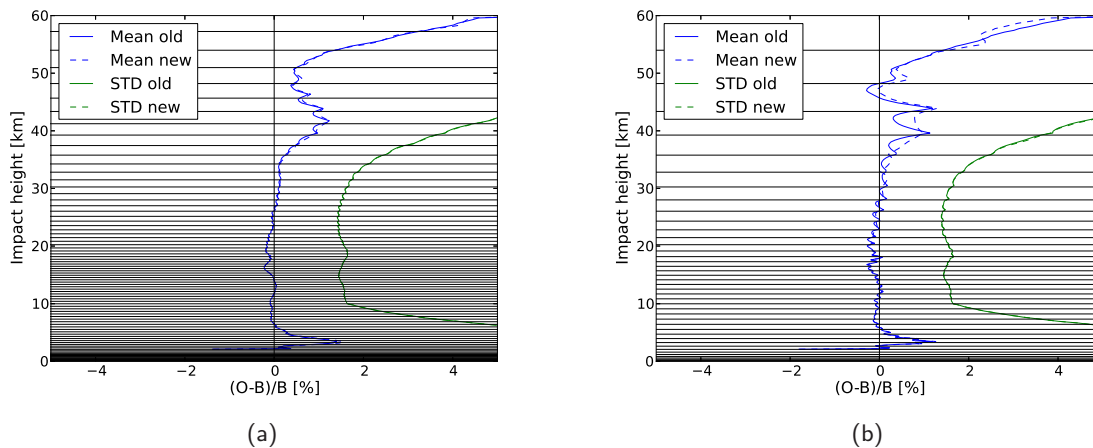 60
50
40
30
20
10
0
Impact height [km]
Mean old
Mean new
STD old
STD new
−4 −2 0 2 4
(O-B)/B [%]
(a)
60
50
40
30
20
10
0
Impact height [km]
Mean old
Mean new
STD old
STD new
−4 −2 0 2 4
(O-B)/B [%]
(b)